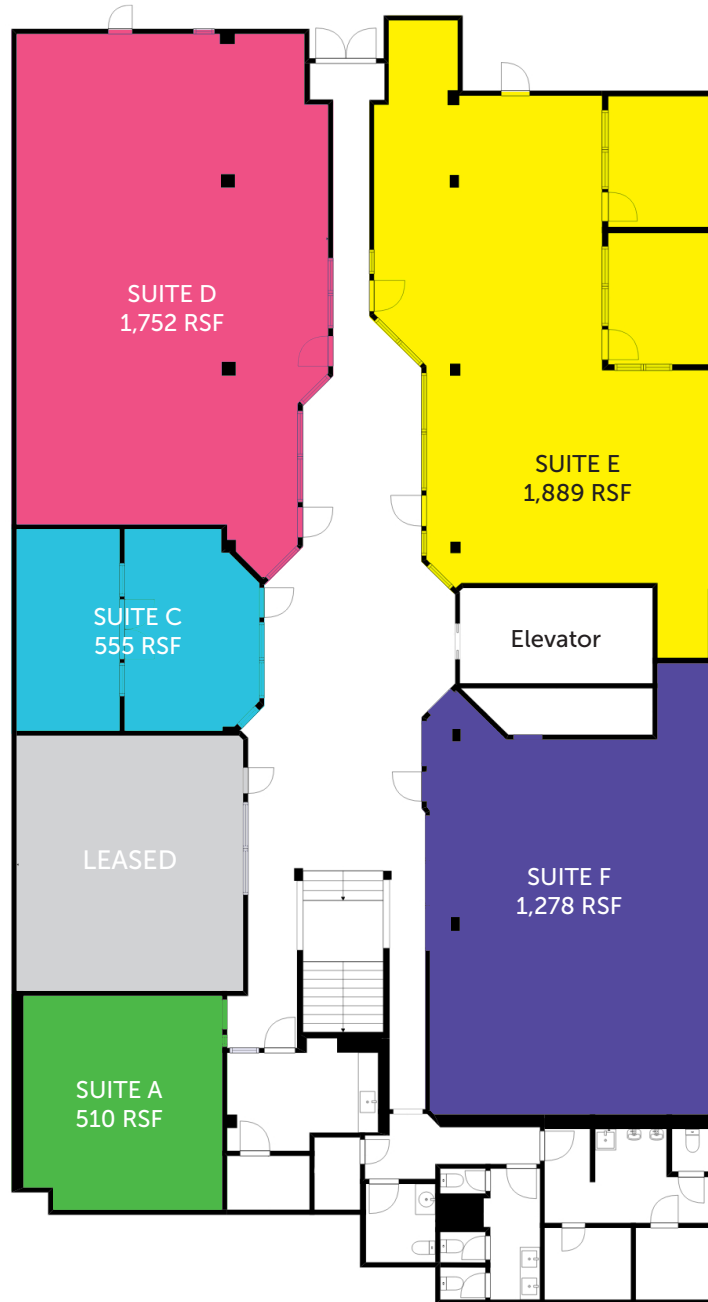 SUITE D
1,752 RSF
SUITE E
1,889 RSF
SUITE C
555 RSF
Elevator
LEASED
SUITE F
1,278 RSF
SUITE A
510 RSF